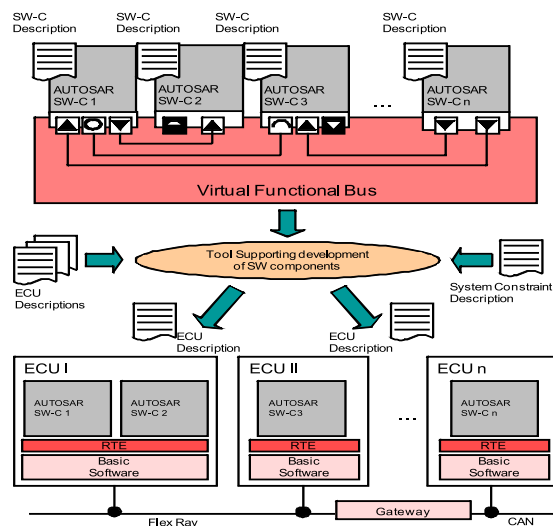 SW-C
Description
SW-C
Description
SW-C
Description
SW-C
Description
AUTOSAR
SW-C 1
AUTOSAR
SW-C 2
AUTOSAR
SW-C 3
...
AUTOSAR
SW-C n
Virtual Functional Bus
Tool Supporting development
of SW components
ECU
Descriptions
System Constraint
Description
ECU
Description
ECU
Description
ECU I
ECU II
ECU n
AUTOSAR
SW-C 1
AUTOSAR
SW-C 2
AUTOSAR
SW-C3
...
AUTOSAR
SW-C n
RTE
RTE
RTE
Basic
Software
Basic
Software
Basic
Software
Gateway
Flex Ray
CAN